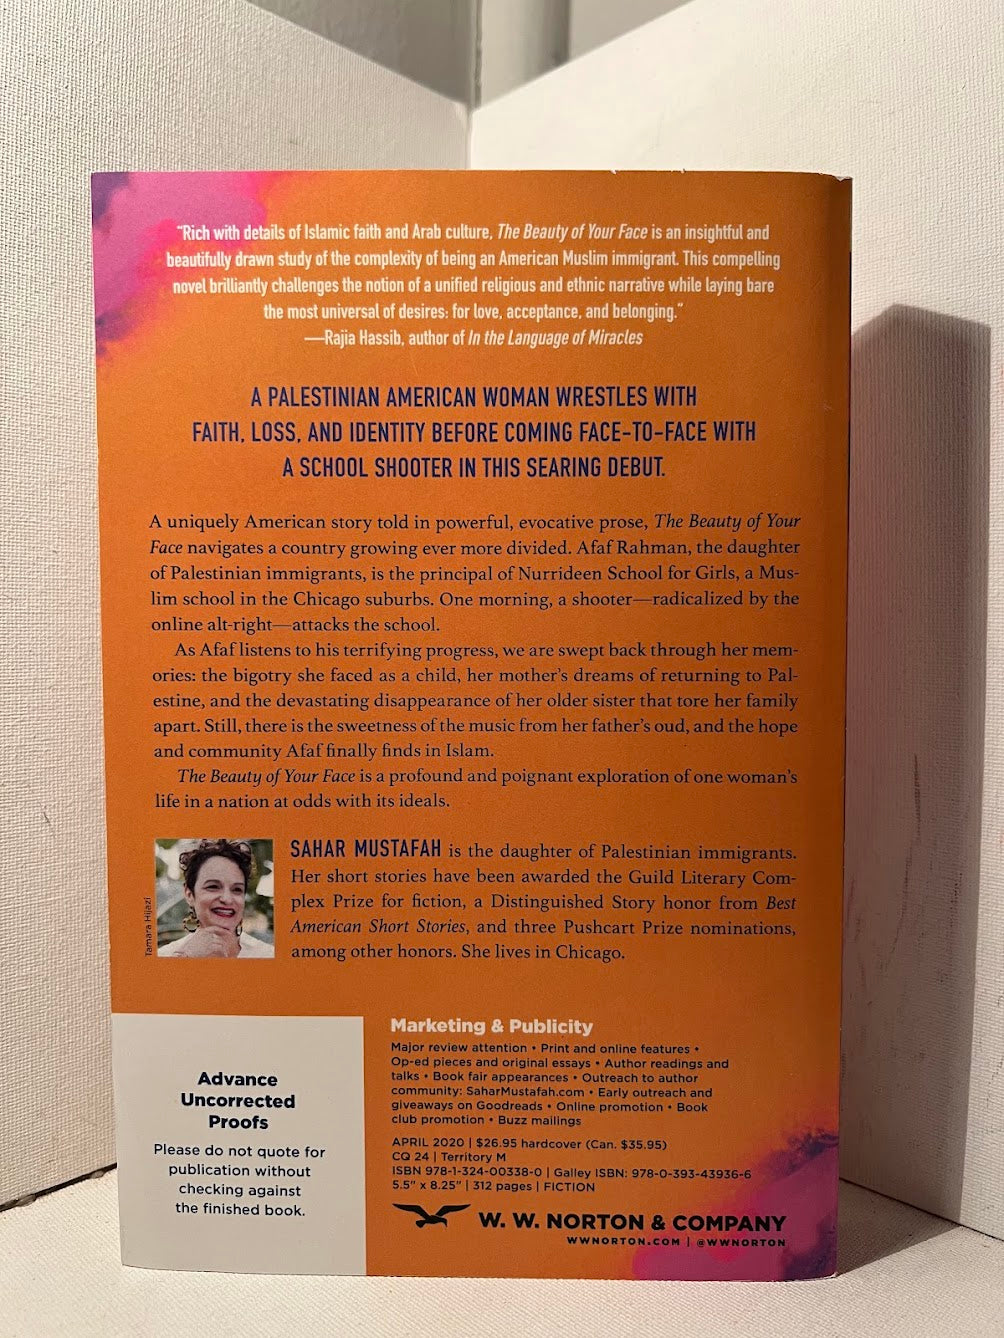 "Rich with details of Islamic faith and Arab culture, The Beauty of Your Face is an insightful and
beautifully drawn study of the complexity of being an American Muslim immigrant. This compelling
novel brilliantly challenges the notion of a unified religious and ethnic narrative while laying bare
the most universal of desires: for love, acceptance, and belonging."
—Rajia Hassib, author of In the Language of Miracles
A PALESTINIAN AMERICAN WOMAN WRESTLES WITH
FAITH, LOSS, AND IDENTITY BEFORE COMING FACE-TO-FACE WITH
A SCHOOL SHOOTER IN THIS SEARING DEBUT.
A uniquely American story told in powerful, evocative prose, The Beauty of Your
Face navigates a country growing ever more divided. Afaf Rahman, the daughter
of Palestinian immigrants, is the principal of Nurrideen School for Girls, a Mus-
lim school in the Chicago suburbs. One morning, a shooter—radicalized by the
online alt-right—attacks the school.
As Afaf listens to his terrifying progress, we are swept back through her mem-
ories: the bigotry she faced as a child, her mother's dreams of returning to Pal-
estine, and the devastating disappearance of her older sister that tore her family
apart. Still, there is the sweetness of the music from her father's oud, and the hope
and community Afaf finally finds in Islam.
The Beauty of Your Face is a profound and poignant exploration of one woman's
life in a nation at odds with its ideals.
Tamara Hijazi
SAHAR MUSTAFAH is the daughter of Palestinian immigrants.
Her short stories have been awarded the Guild Literary Com-
plex Prize for fiction, a Distinguished Story honor from Best
American Short Stories, and three Pushcart Prize nominations,
among other honors. She lives in Chicago.
Advance
Uncorrected
Proofs
Please do not quote for
publication without
checking against
the finished book.
Marketing & Publicity
Major review attention • Print and online features •
Op-ed pieces and original essays • Author readings and
talks • Book fair appearances • Outreach to author
community: SaharMustafah.com • Early outreach and
giveaways on Goodreads • Online promotion • Book
club promotion • Buzz mailings
APRIL 2020 | $26.95 hardcover (Can. $35.95)
CQ 24 | Territory M
ISBN 978-1-324-00338-0 | Galley ISBN: 978-0-393-43936-6
5.5" x 8.25" | 312 pages | FICTION
W. W. NORTON & COMPANY
WWNORTON.COM | @WWNORTON